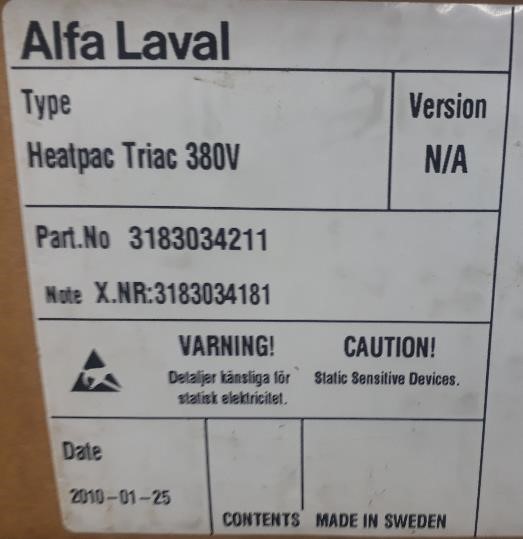 Alfa Laval
Type
Version
Heatpac Triac 380V
N/A
Part.No 3183034211
Note X.NR:3183034181
VARNING!
CAUTION!
Detaljer känsliga för
statisk elektricitet.
Static Sensitive Devices.
Date
2010-01-25
CONTENTS MADE IN SWEDEN